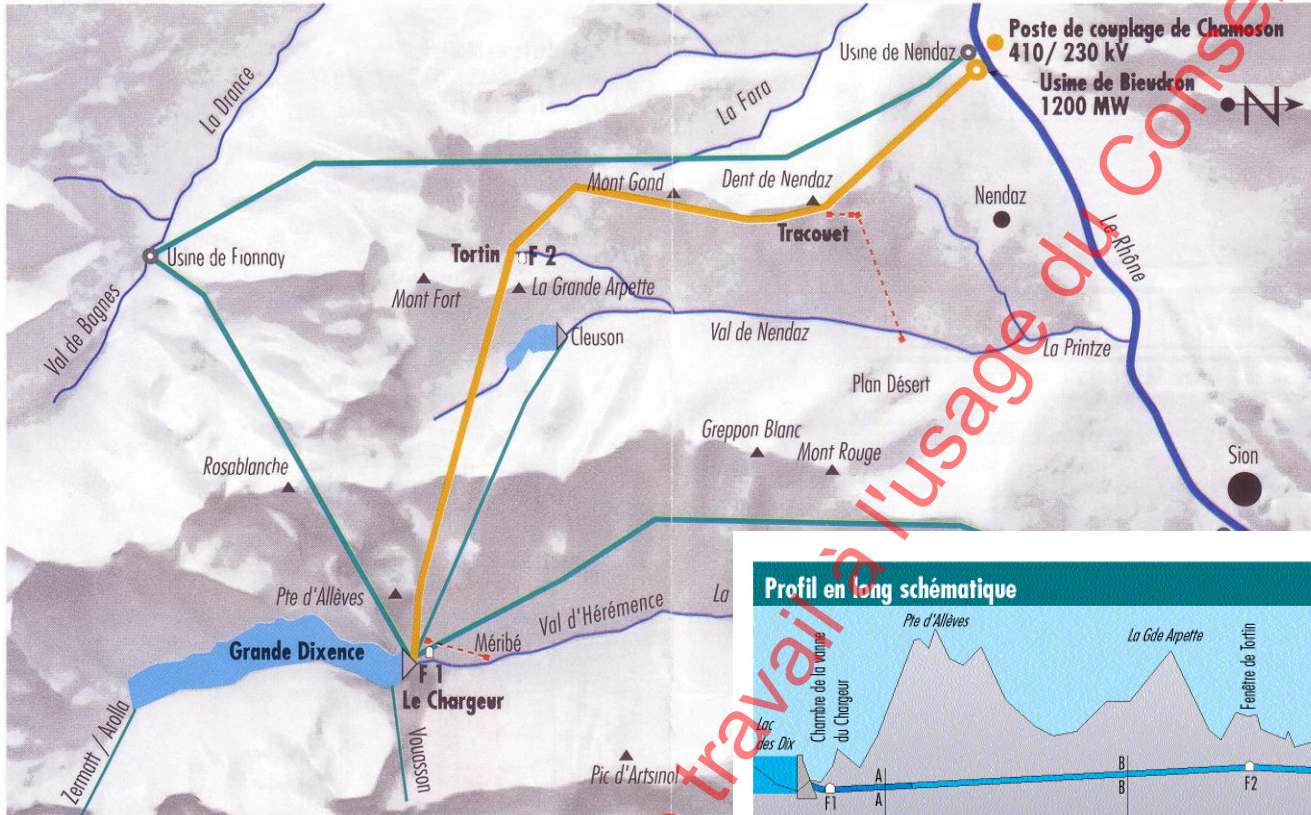 Poste de couplage de Chamoson
410/ 230 kV
Usine de Nendaz
Usine de Bieudron
1200 MW
N
La Drance
La Fara
Mont Gond
Dent de Nendaz
Nendaz
Tracouet
Le Rhône
Usine de Fionnay
Tortin
F 2
Mont Fort
La Grande Arpette
Val de Bagnes
Cleuson
Val de Nendaz
La Printze
Plan Désert
Greppon Blanc
Mont Rouge
Sion
Rosablanche
Pte d'Allèves
Grande Dixence
Méribé
Val d'Hérémence
La
F 1
Le Chargeur
Zermatt / Arolla
Vouasson
Pic d'Artsinol
travail à l'usage du Conse
Profil en long schématique
Pte d'Allèves
La Gde Arpette
Chambre de la vanne
du Chargeur
Fenêtre de Tortin
Lac
des Dix
A
A
B
B
F1
F2